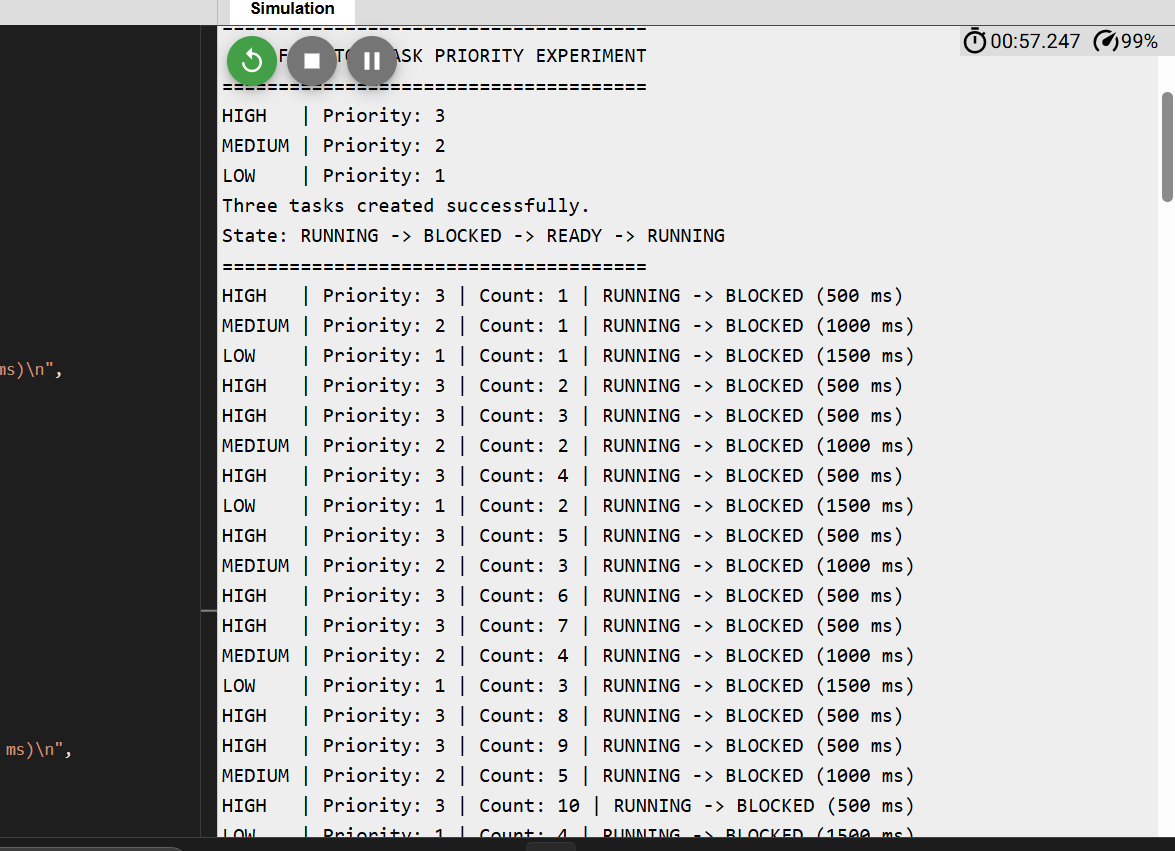 Simulation
00:57.247 99%
=======================================
ASK PRIORITY EXPERIMENT
======================================
HIGH | Priority: 3
MEDIUM | Priority: 2
LOW | Priority: 1
Three tasks created successfully.
State: RUNNING -> BLOCKED -> READY -> RUNNING
======================================
HIGH | Priority: 3 | Count: 1 | RUNNING -> BLOCKED (500 ms)
MEDIUM | Priority: 2 | Count: 1 | RUNNING -> BLOCKED (1000 ms)
LOW | Priority: 1 | Count: 1 | RUNNING -> BLOCKED (1500 ms)
ms)\n",
HIGH | Priority: 3 | Count: 2 | RUNNING -> BLOCKED (500 ms)
HIGH | Priority: 3 | Count: 3 | RUNNING -> BLOCKED (500 ms)
MEDIUM | Priority: 2 | Count: 2 | RUNNING -> BLOCKED (1000 ms)
HIGH | Priority: 3 | Count: 4 | RUNNING -> BLOCKED (500 ms)
LOW | Priority: 1 | Count: 2 | RUNNING -> BLOCKED (1500 ms)
HIGH | Priority: 3 | Count: 5 | RUNNING -> BLOCKED (500 ms)
MEDIUM | Priority: 2 | Count: 3 | RUNNING -> BLOCKED (1000 ms)
HIGH | Priority: 3 | Count: 6 | RUNNING -> BLOCKED (500 ms)
HIGH | Priority: 3 | Count: 7 | RUNNING -> BLOCKED (500 ms)
MEDIUM | Priority: 2 | Count: 4 | RUNNING -> BLOCKED (1000 ms)
LOW | Priority: 1 | Count: 3 | RUNNING -> BLOCKED (1500 ms)
HIGH | Priority: 3 | Count: 8 | RUNNING -> BLOCKED (500 ms)
HIGH | Priority: 3 | Count: 9 | RUNNING -> BLOCKED (500 ms)
ms)\n",
MEDIUM | Priority: 2 | Count: 5 | RUNNING -> BLOCKED (1000 ms)
HIGH | Priority: 3 | Count: 10 | RUNNING -> BLOCKED (500 ms)
LOW | Priority: 1 | Count: 4 | RUNNING -> BLOCKED (1500 ms)